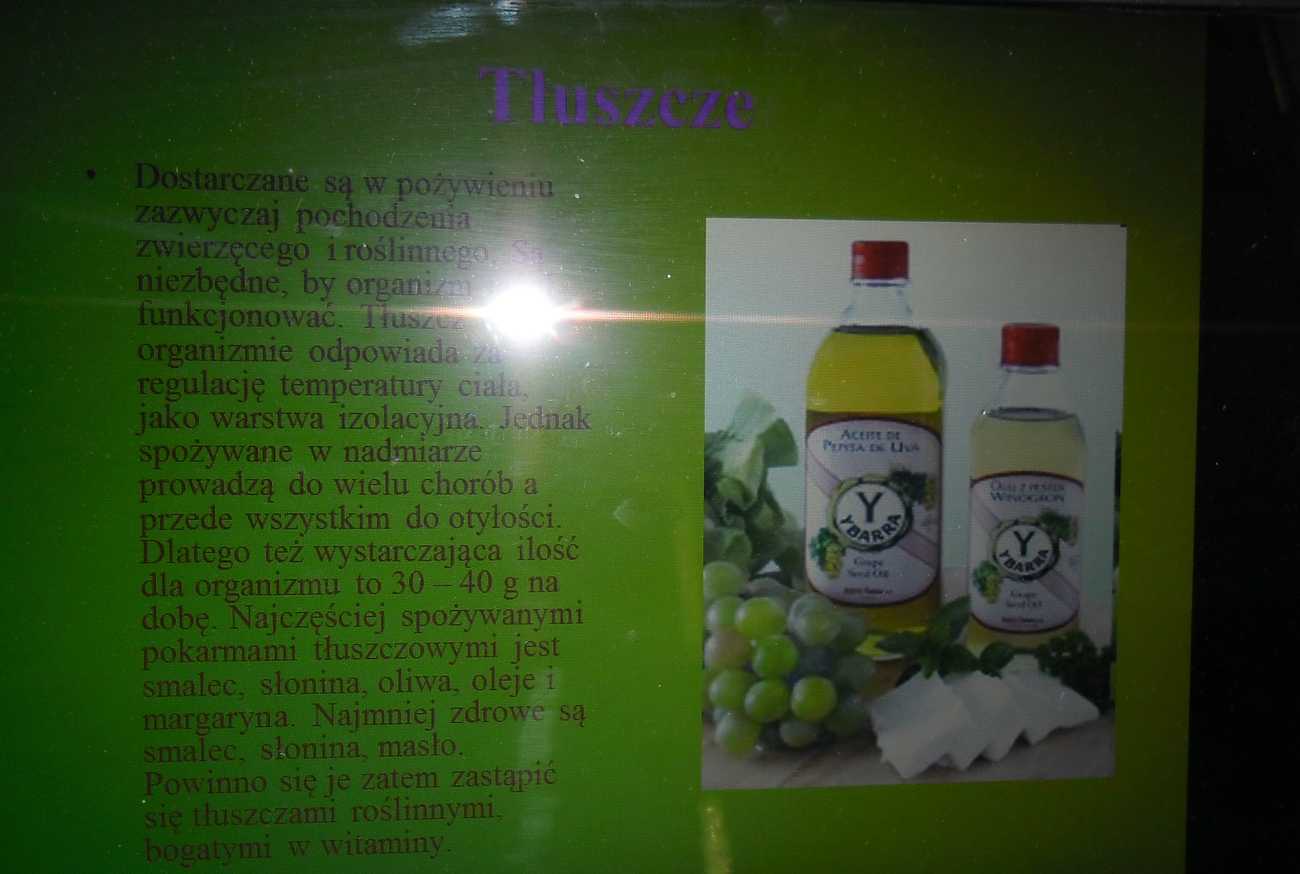 Tłuszcze
• Dostarczane są w pożywieniu
zazwyczaj pochodzenia
zwierzęcego i roślinnego. Są
niezbędne, by organizm
funkcjonować. Tłuszcz
organizmie odpowiada za
regulację temperatury ciała,
jako warstwa izolacyjna. Jednak
spożywane w nadmiarze
prowadzą do wielu chorób a
przede wszystkim do otyłości.
Dlatego też wystarczająca ilość
dla organizmu to 30 – 40 g na
dobę. Najczęściej spożywanymi
pokarmami tłuszczowymi jest
smalec, słonina, oliwa, oleje i
margaryna. Najmniej zdrowe są
smalec, słonina, masło.
Powinno się je zatem zastąpić
się tłuszczami roślinnymi,
bogatymi w witaminy.
ACEITE DE
PEPITA DE UVA
Y
YBARRA
Grape
Seed Oil
OLEJ Z PESTEK
WINOGRON
Y
YBARRA
Grape
Seed Oil